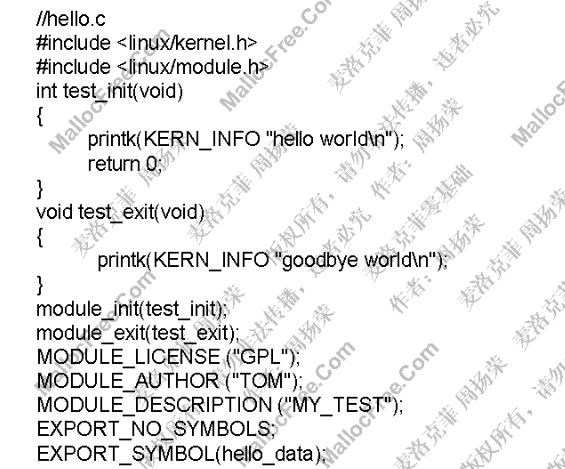 //hello.c
#include <linux/kernel.h>
#include <linux/module.h>
int test_init(void)
{
printk(KERN_INFO "hello world\n");
return 0;
}
void test_exit(void)
{
printk(KERN_INFO "goodbye world\n");
}
module_init(test_init);
module_exit(test_exit);
MODULE_LICENSE ("GPL");
MODULE_AUTHOR ("TOM");
MODULE_DESCRIPTION ("MY_TEST");
EXPORT_NO_SYMBOLS;
EXPORT_SYMBOL(hello_data);
MallocFree.Com
麦洛克菲 周扬荣
版权所有，请勿非法传播，违者必究
作者：周扬荣
麦洛克菲零基础